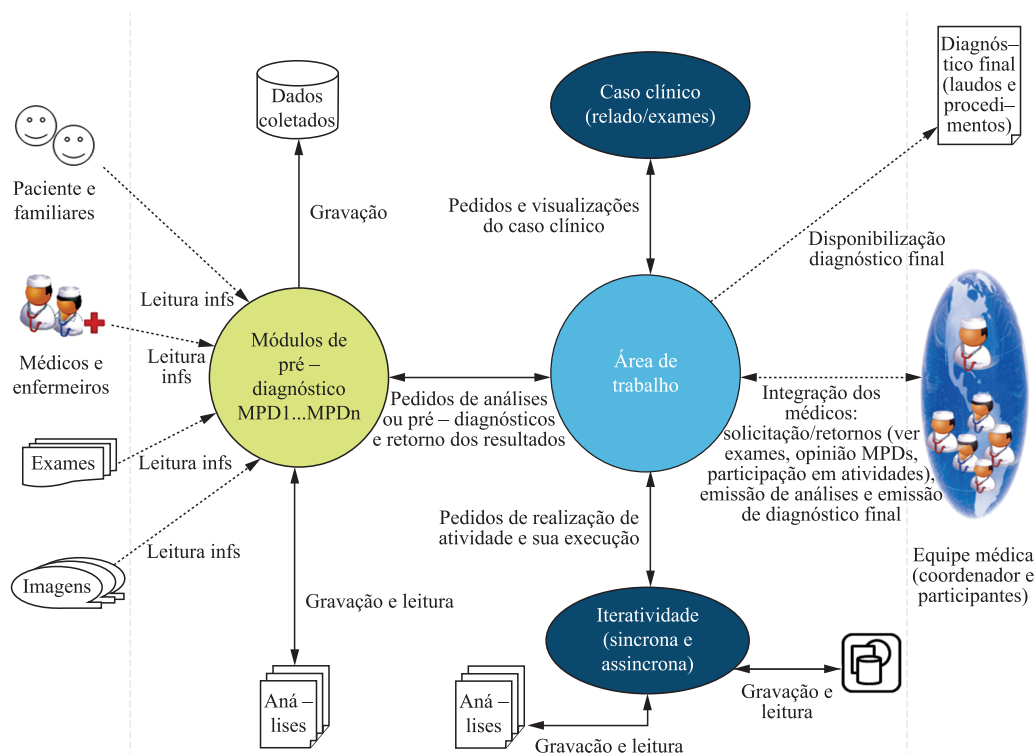 Dados
coletados
Caso clínico
(relado/exames)
Diagnós–
tico final
(laudos e
procedi–
mentos)
Paciente e
familiares
Gravação
Pedidos e visualizações
do caso clínico
Disponibilização
diagnóstico final
Leitura infs
Médicos e
enfermeiros
Leitura
infs
Módulos de
pré –
diagnóstico
MPD1...MPDn
Área de
trabalho
Pedidos de análises
ou pré – diagnósticos
e retorno dos resultados
Integração dos
médicos:
solicitação/retornos (ver
exames, opinião MPDs,
participação em atividades),
emissão de análises e emissão
de diagnóstico final
Exames
Leitura infs
Pedidos de realização de
atividade e sua execução
Leitura infs
Imagens
Equipe médica
(coordenador e
participantes)
Gravação e leitura
Iteratividade
(sincrona e
assincrona)
Aná –
lises
Aná –
lises
Gravação e
leitura
Gravação e leitura